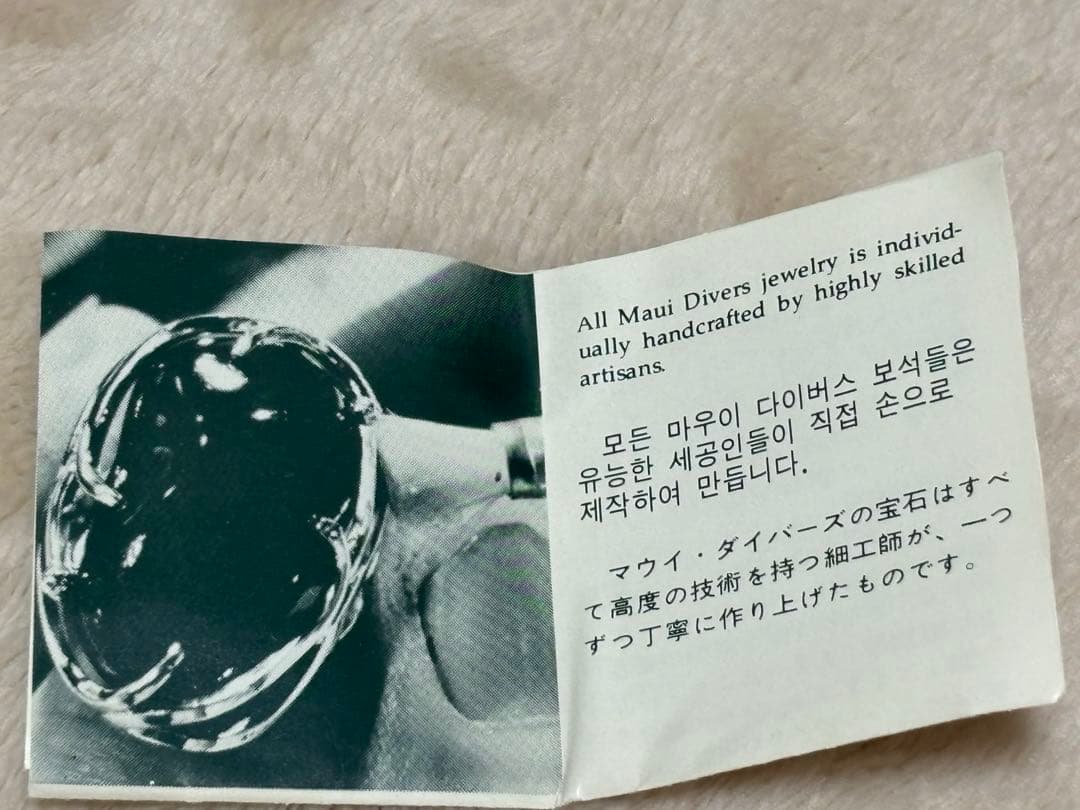 All Maui Divers jewelry is individ-
ually handcrafted by highly skilled
artisans.
모든 마우이 다이버스 보석들은
유능한 세공인들이 직접 손으로
제작하여 만듭니다.
マウイ・ダイバーズの宝石はすべ
て高度の技術を持つ細工師が、一つ
ずつ丁寧に作り上げたものです。